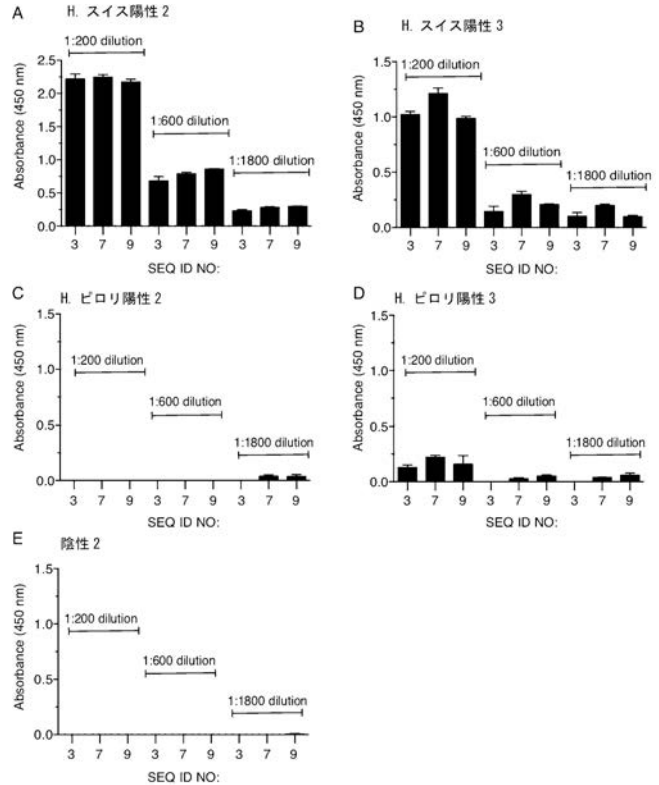 A
H. スイス陽性 2
1:200 dilution
1:600 dilution
1:1800 dilution
Absorbance (450 nm)
2.5
2.0
1.5
1.0
0.5
0.0
3 7 9 3 7 9 3 7 9
SEQ ID NO:
B
H. スイス陽性 3
1:200 dilution
1:600 dilution
1:1800 dilution
Absorbance (450 nm)
1.5
1.0
0.5
0.0
3 7 9 3 7 9 3 7 9
SEQ ID NO:
C
H. ピロリ陽性 2
1:200 dilution
1:600 dilution
1:1800 dilution
Absorbance (450 nm)
1.5
1.0
0.5
0.0
3 7 9 3 7 9 3 7 9
SEQ ID NO:
D
H. ピロリ陽性 3
1:200 dilution
1:600 dilution
1:1800 dilution
Absorbance (450 nm)
1.5
1.0
0.5
0.0
3 7 9 3 7 9 3 7 9
SEQ ID NO:
E
陰性 2
1:200 dilution
1:600 dilution
1:1800 dilution
Absorbance (450 nm)
1.5
1.0
0.5
0.0
3 7 9 3 7 9 3 7 9
SEQ ID NO: